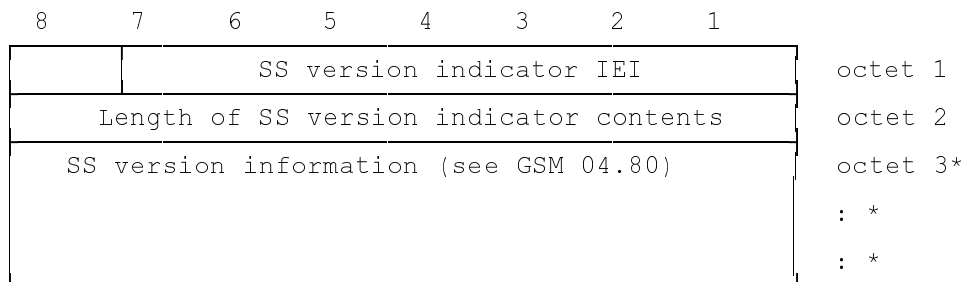 8 7 6 5 4 3 2 1
SS version indicator IEI octet 1
Length of SS version indicator contents octet 2
SS version information (see GSM 04.80) octet 3*
: *
: *